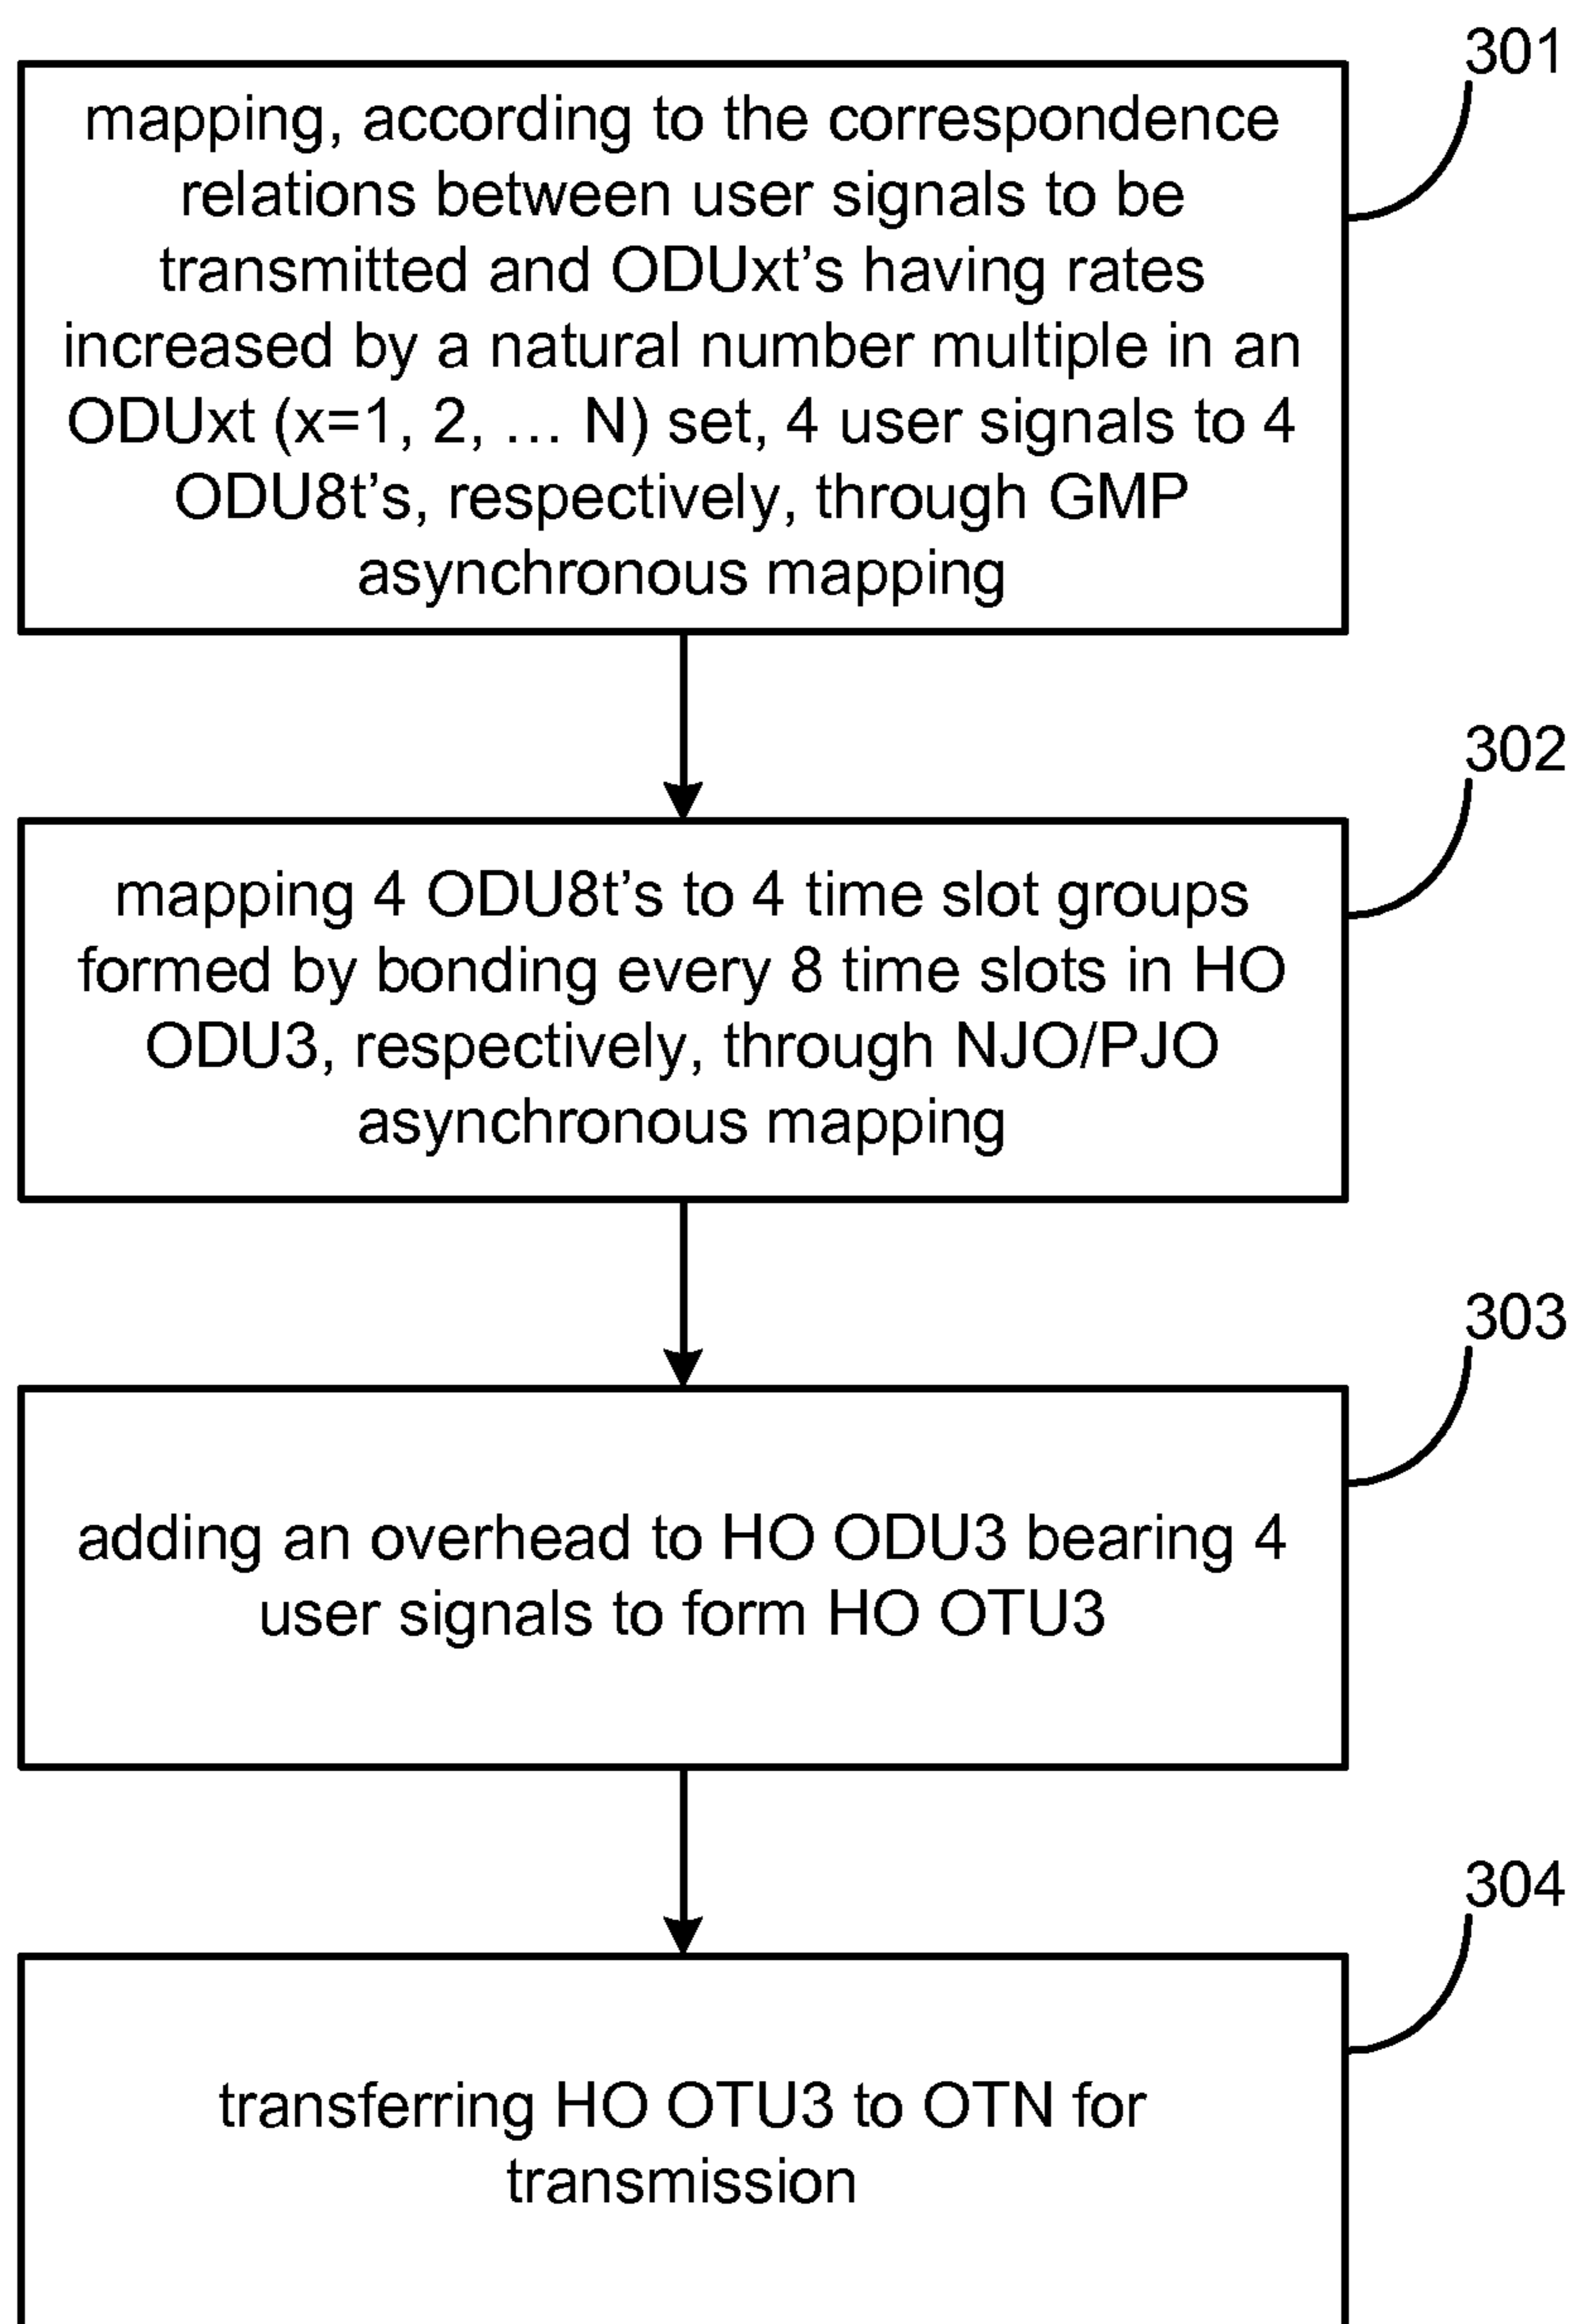 301
mapping, according to the correspondence
relations between user signals to be
transmitted and ODUxt’s having rates
increased by a natural number multiple in an
ODUxt (x=1, 2, … N) set, 4 user signals to 4
ODU8t’s, respectively, through GMP
asynchronous mapping
302
mapping 4 ODU8t’s to 4 time slot groups
formed by bonding every 8 time slots in HO
ODU3, respectively, through NJO/PJO
asynchronous mapping
303
adding an overhead to HO ODU3 bearing 4
user signals to form HO OTU3
304
transferring HO OTU3 to OTN for
transmission